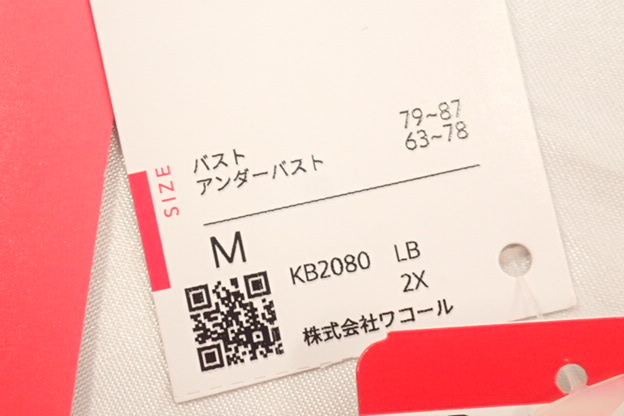 SIZE
バスト 79~87
アンダーバスト 63~78
M
KB2080 LB
2X
株式会社ワコール